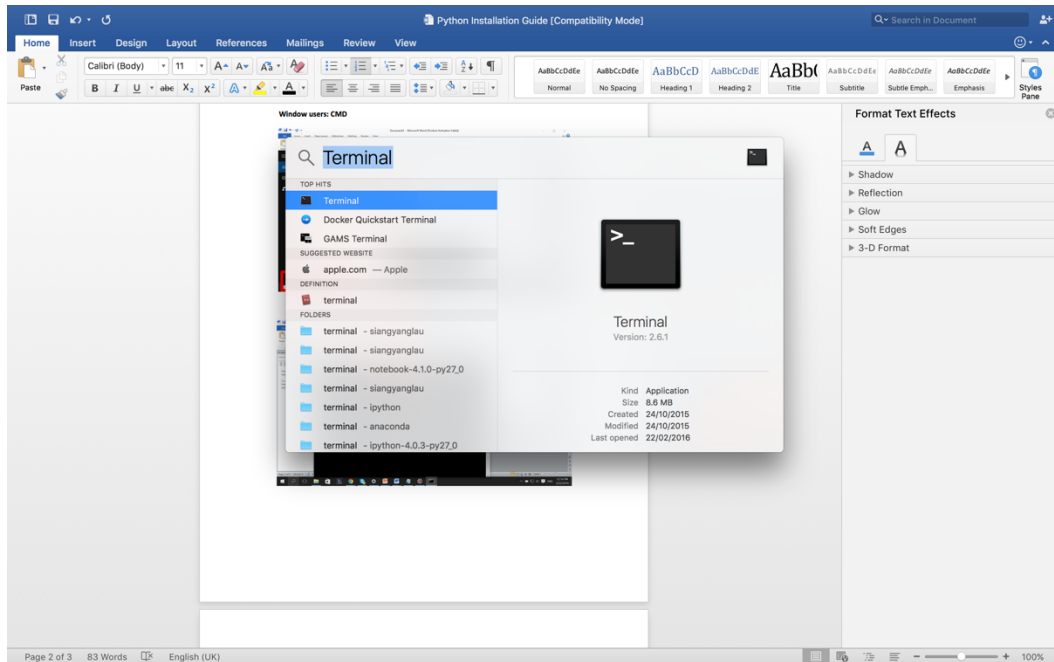 Python Installation Guide [Compatibility Mode]
Search in Document
Home Insert Design Layout References Mailings Review View
Paste
Calibri (Body) 11
B I U abc X₂ X²
AaBbCcDdEe AaBbCcDdEe AaBbCcD AaBbCcDdE AaBb( AaBbCcDdEe AaBbCcDdEe AaBbCcDdEe
Normal No Spacing Heading 1 Heading 2 Title Subtitle Subtle Emph... Emphasis
Styles
Pane
Window users: CMD
Format Text Effects
Shadow
Reflection
Glow
Soft Edges
3-D Format
Terminal
TOP HITS
Terminal
Docker Quickstart Terminal
GAMS Terminal
SUGGESTED WEBSITE
apple.com — Apple
DEFINITION
terminal
FOLDERS
terminal - siangyanglau
terminal - siangyanglau
terminal - notebook-4.1.0-py27_0
terminal - siangyanglau
terminal - ipython
terminal - anaconda
terminal - ipython-4.0.3-py27_0
>_
Terminal
Version: 2.6.1
Kind Application
Size 8.6 MB
Created 24/10/2015
Modified 24/10/2015
Last opened 22/02/2016
Page 2 of 3 83 Words English (UK) 100%